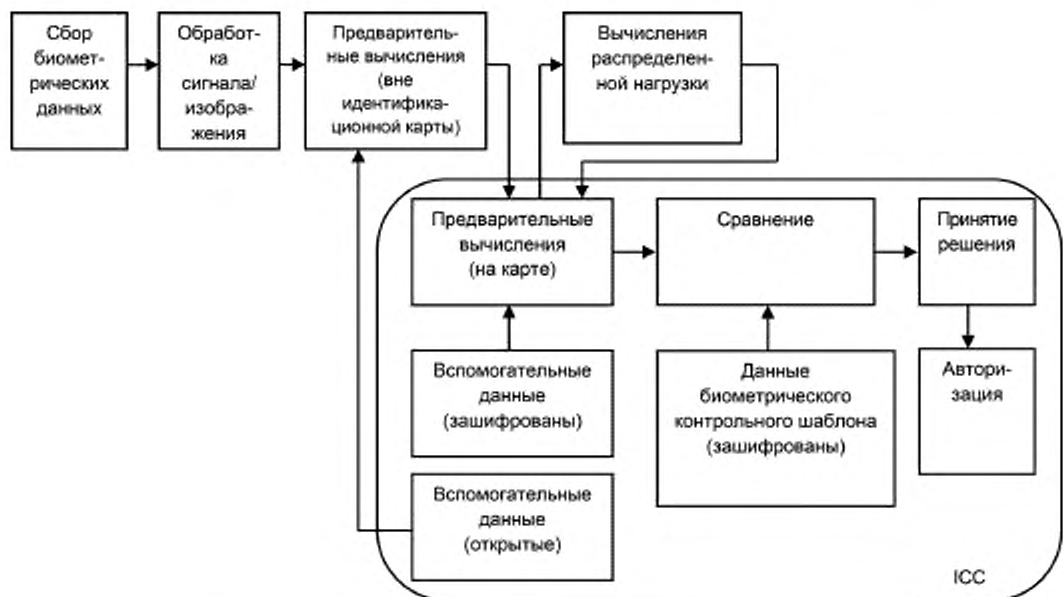 Сбор
биомет-
рических
данных
Обработ-
ка
сигнала/
изобра-
жения
Предваритель-
ные вычисления
(вне
идентифика-
ционной карты)
Вычисления
распределен-
ной нагрузки
Предварительные
вычисления
(на карте)
Сравнение
Принятие
решения
Вспомогательные
данные
(зашифрованы)
Данные
биометрического
контрольного шаблона
(зашифрованы)
Автори-
зация
Вспомогательные
данные
(открытые)
ICC